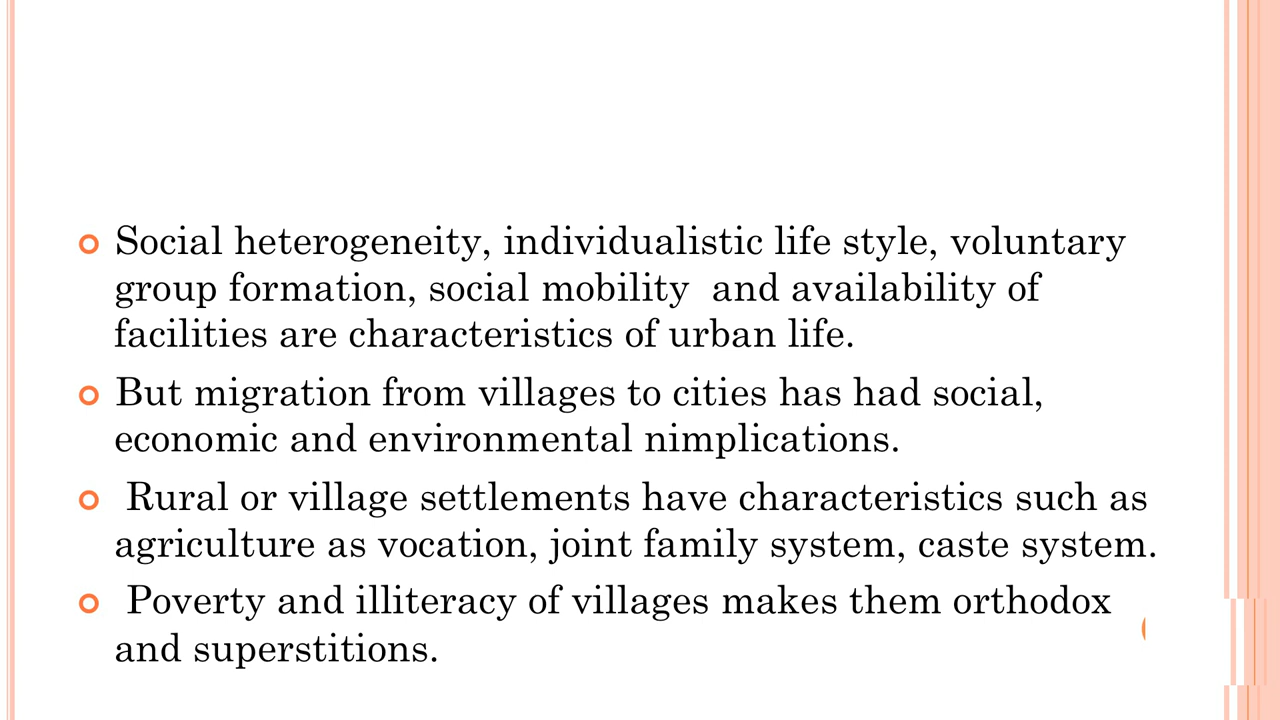 Social heterogeneity, individualistic life style, voluntary
group formation, social mobility  and availability of
facilities are characteristics of urban life.
But migration from villages to cities has had social,
economic and environmental nimplications.
Rural or village settlements have characteristics such as
agriculture as vocation, joint family system, caste system.
Poverty and illiteracy of villages makes them orthodox
and superstitions.